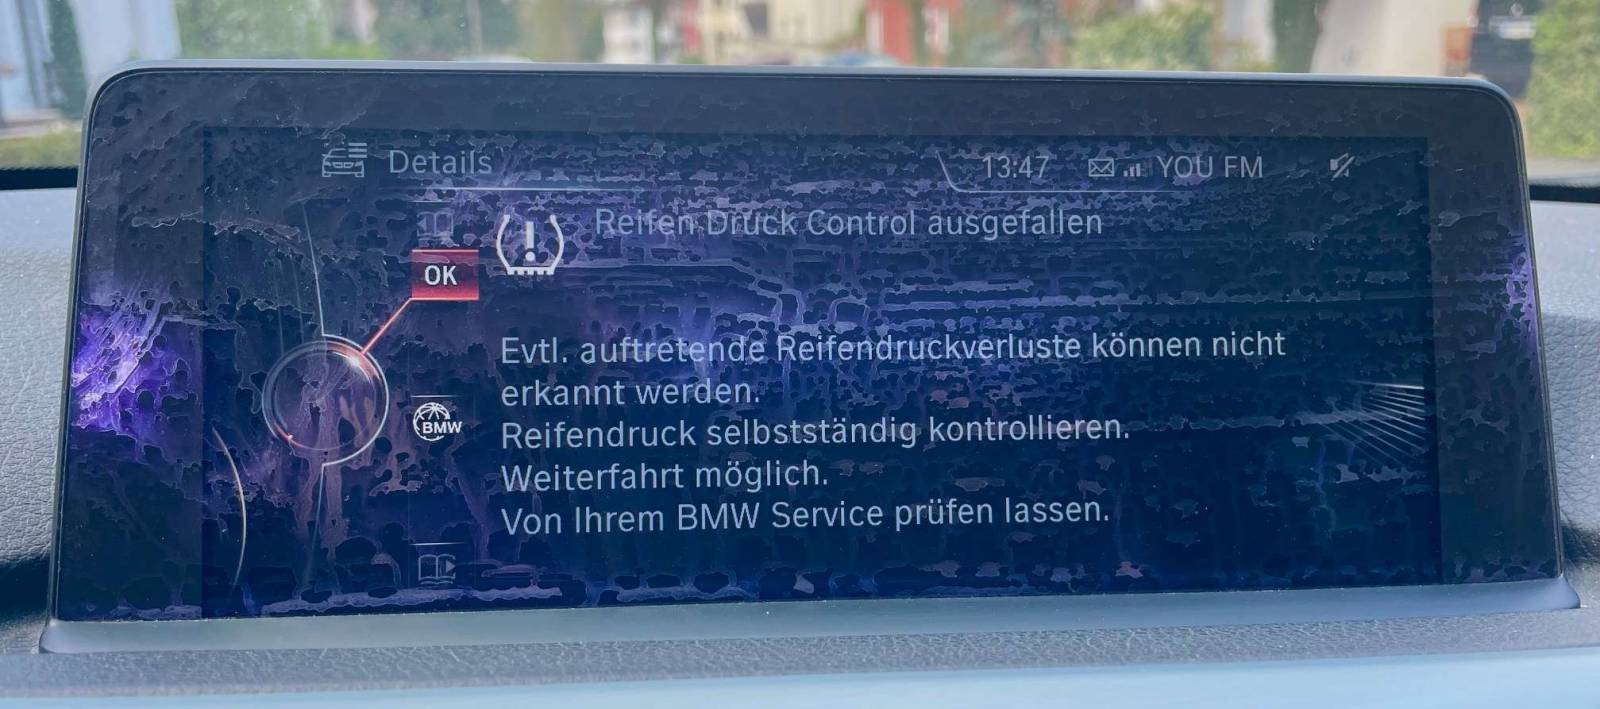 Details
13:47 YOU FM
Reifen Druck Control ausgefallen
OK
Evtl. auftretende Reifendruckverluste können nicht
erkannt werden.
BMW
Reifendruck selbstständig kontrollieren.
Weiterfahrt möglich.
Von Ihrem BMW Service prüfen lassen.